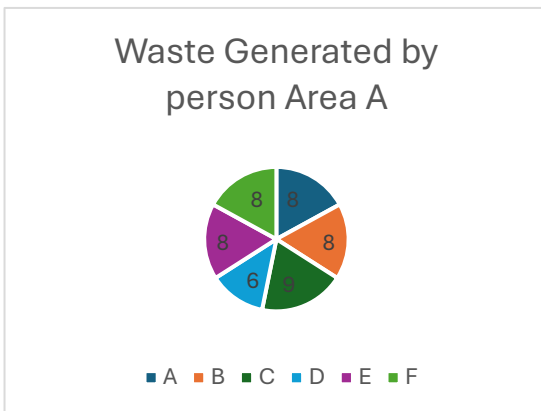 Waste Generated by
person Area A
8 8
8 8
6 9
A B C D E F